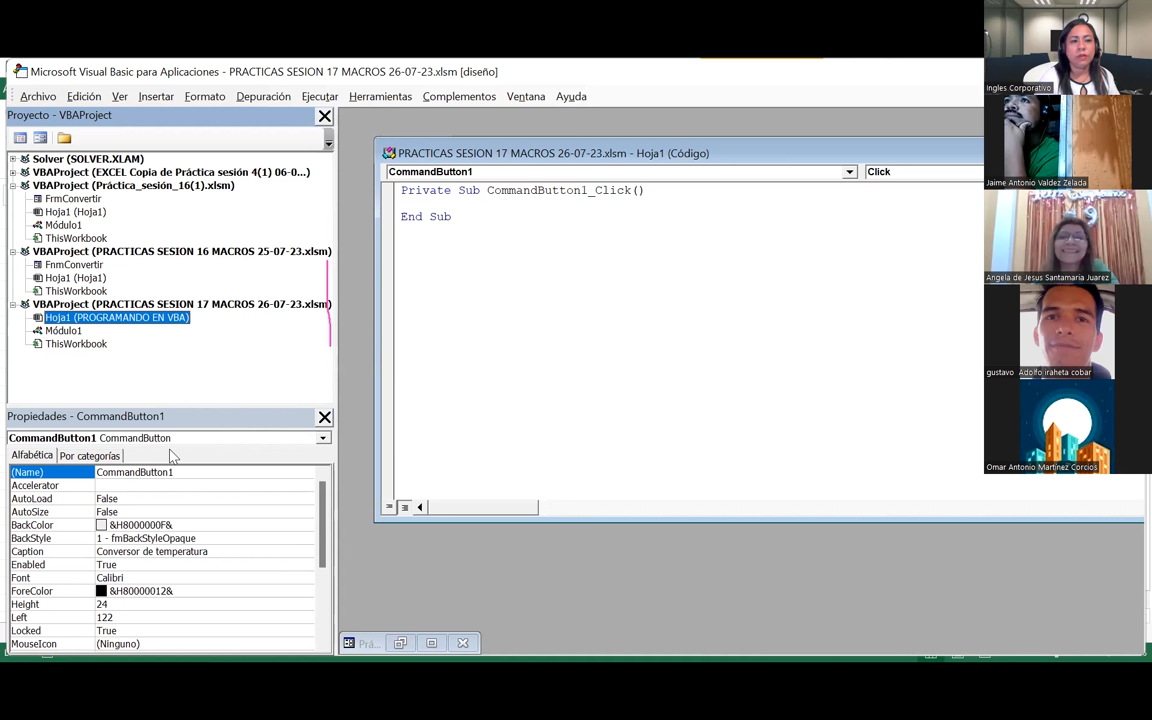 Microsoft Visual Basic para Aplicaciones - PRACTICAS SESION 17 MACROS 26-07-23.xlsm [diseño]
Archivo Edición Ver Insertar Formato Depuración Ejecutar Herramientas Complementos Ventana Ayuda
Proyecto - VBAProject
Solver (SOLVER.XLAM)
VBAProject (EXCEL Copia de Práctica sesión 4(1) 06-0...)
VBAProject (Práctica_sesión_16(1).xlsm)
FrmConvertir
Hoja1 (Hoja1)
Módulo1
ThisWorkbook
VBAProject (PRACTICAS SESION 16 MACROS 25-07-23.xlsm)
FnmConvertir
Hoja1 (Hoja1)
ThisWorkbook
VBAProject (PRACTICAS SESION 17 MACROS 26-07-23.xlsm)
Hoja1 (PROGRAMANDO EN VBA)
Módulo1
ThisWorkbook
Propiedades - CommandButton1
CommandButton1 CommandButton
Alfabética Por categorías
(Name) CommandButton1
Accelerator
AutoLoad False
AutoSize False
BackColor &H8000000F&
BackStyle 1 - fmBackStyleOpaque
Caption Conversor de temperatura
Enabled True
Font Calibri
ForeColor &H80000012&
Height 24
Left 122
Locked True
MouseIcon (Ninguno)
PRACTICAS SESION 17 MACROS 26-07-23.xlsm - Hoja1 (Código)
CommandButton1 Click
Private Sub CommandButton1_Click()
End Sub
Prá...
Ingles Corporativo
Jaime Antonio Valdez Zelada
Angela de Jesus Santamaria Juarez
gustavo Adolfo iraheta cobar
Omar Antonio Martínez Corcios